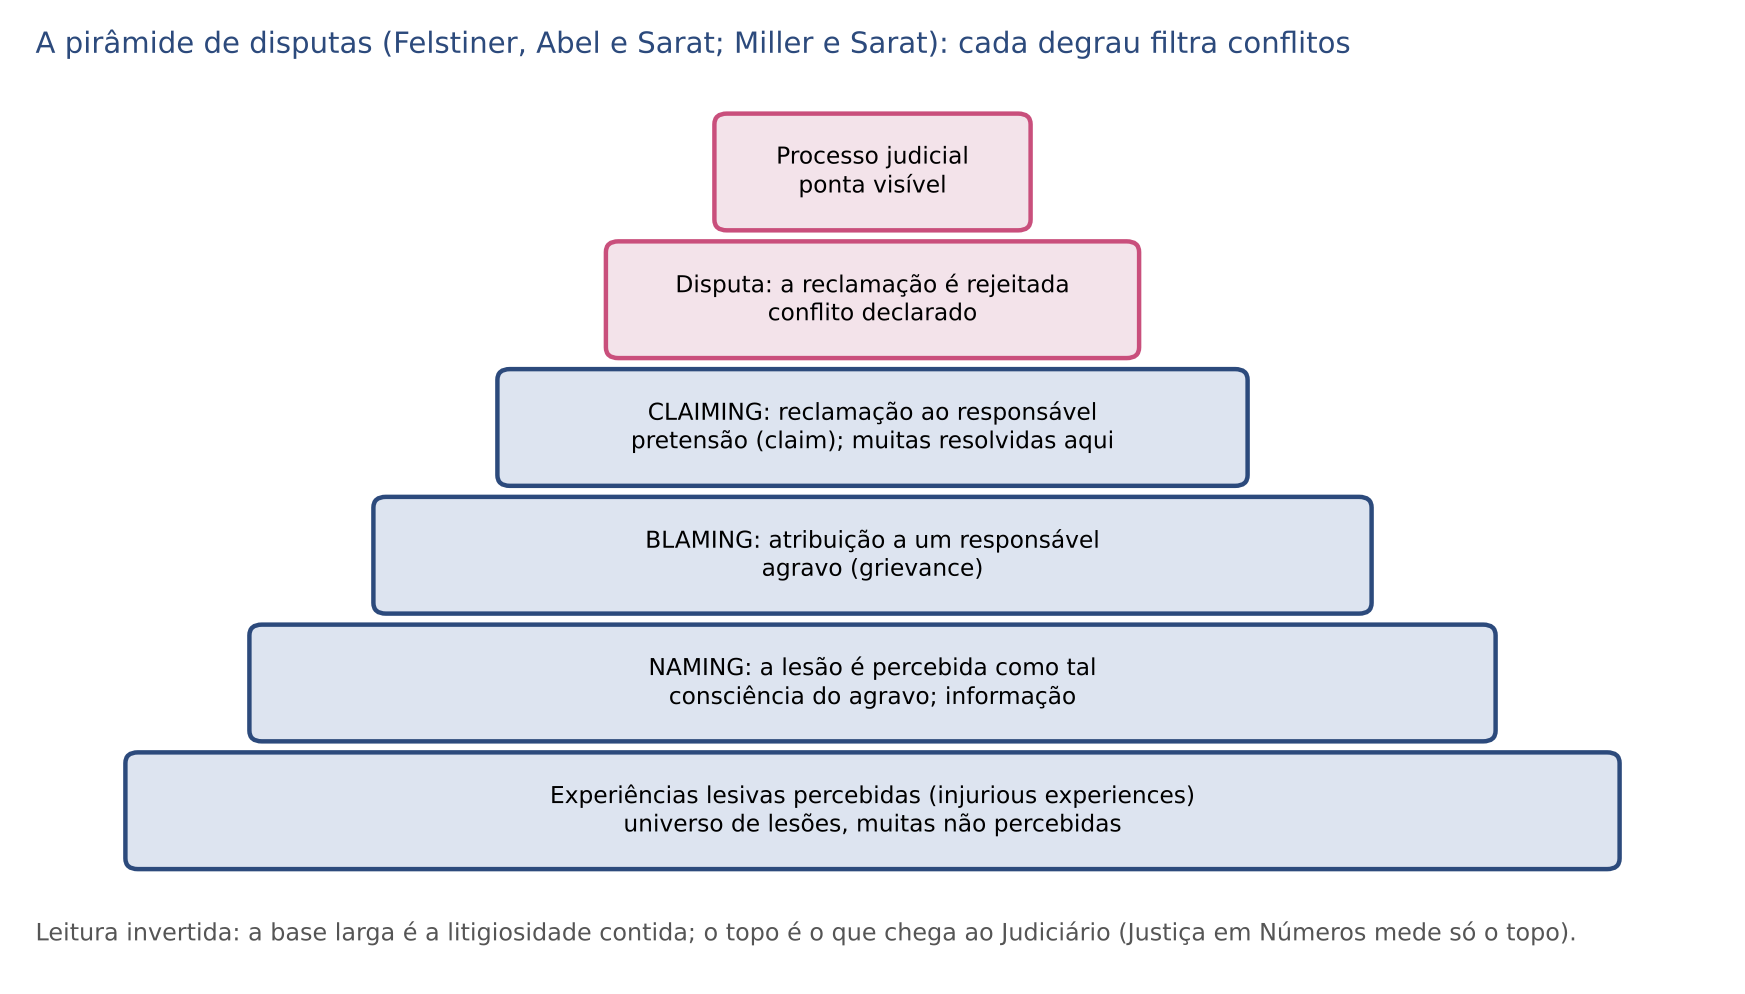 A pirâmide de disputas (Felstiner, Abel e Sarat; Miller e Sarat): cada degrau filtra conflitos
Processo judicial
ponta visível
Disputa: a reclamação é rejeitada
conflito declarado
CLAIMING: reclamação ao responsável
pretensão (claim); muitas resolvidas aqui
BLAMING: atribuição a um responsável
agravo (grievance)
NAMING: a lesão é percebida como tal
consciência do agravo; informação
Experiências lesivas percebidas (injurious experiences)
universo de lesões, muitas não percebidas
Leitura invertida: a base larga é a litigiosidade contida; o topo é o que chega ao Judiciário (Justiça em Números mede só o topo).